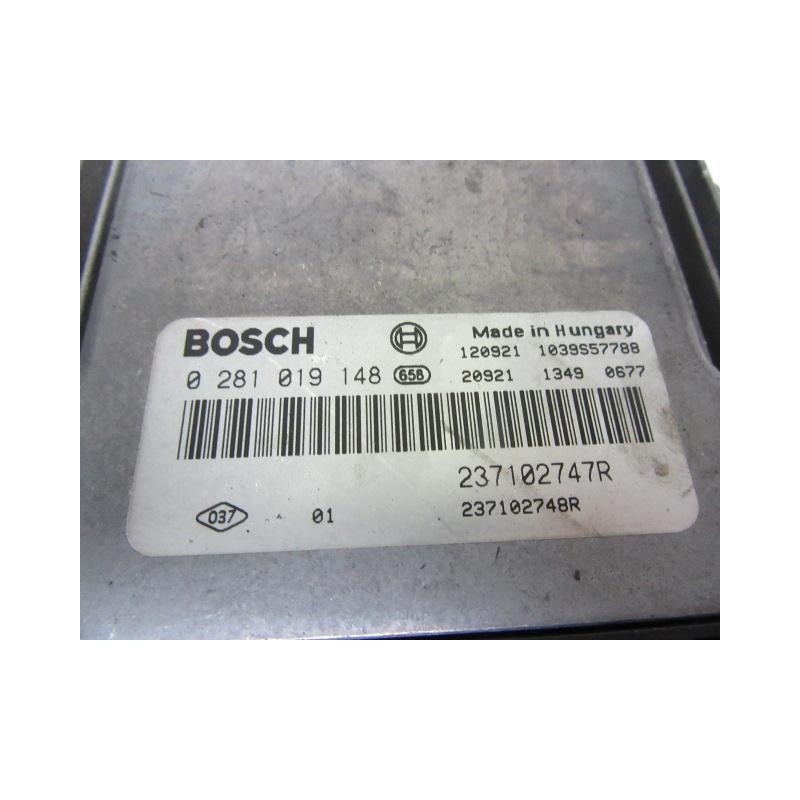 BOSCH
Made in Hungary
120921 1039S57788
0 281 019 148 658 20921 1349 0677
237102747R
037 01 237102748R